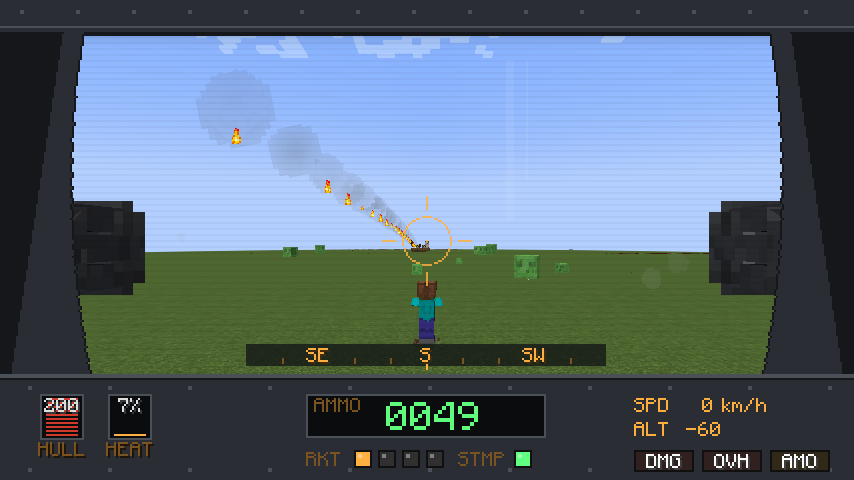 SE S SW
200
HULL
7%
HEAT
AMMO 0049
RKT STMP
SPD 0 km/h
ALT -60
DMG OVH AMO